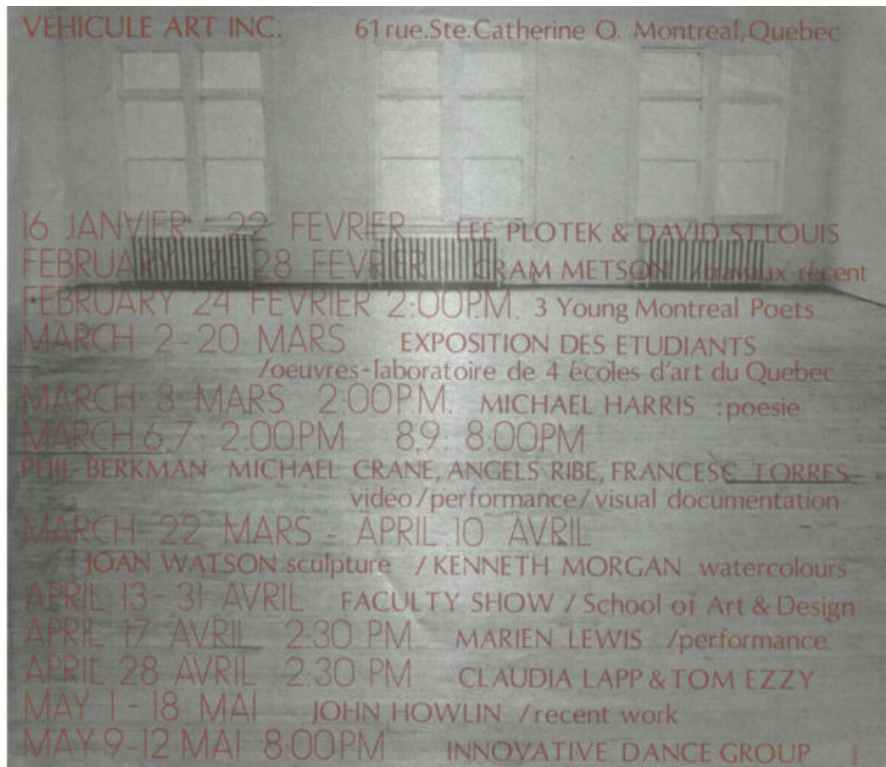 VEHICULE ART INC. 61 rue.Ste.Catherine O. Montreal, Quebec
16 JANVIER - 22 FEVRIER LEE PLOTEK & DAVID ST.LOUIS
FEBRUARY 7 - 28 FEVRIER GRAM METSON /travaux récent
FEBRUARY 24 FEVRIER 2:00P.M. 3 Young Montreal Poets
MARCH 2-20 MARS EXPOSITION DES ETUDIANTS
/oeuvres-laboratoire de 4 écoles d'art du Quebec
MARCH 3 MARS 2:00P.M. MICHAEL HARRIS :poesie
MARCH 6,7: 2:00PM 8,9: 8:00PM
PHIL BERKMAN MICHAEL CRANE, ANGELS RIBE, FRANCESC TORRES
video/performance/visual documentation
MARCH 22 MARS - APRIL 10 AVRIL
JOAN WATSON sculpture / KENNETH MORGAN watercolours
APRIL 13-31 AVRIL FACULTY SHOW / School of Art & Design
APRIL 17 AVRIL 2:30 PM MARIEN LEWIS /performance
APRIL 28 AVRIL 2:30 PM CLAUDIA LAPP & TOM EZZY
MAY 1-18 MAI JOHN HOWLIN /recent work
MAY 9-12 MAI 8:00PM INNOVATIVE DANCE GROUP